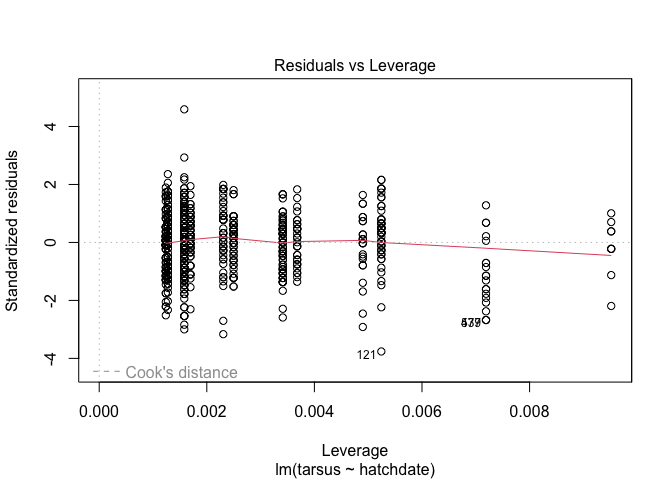 Residuals vs Leverage
Standardized residuals
4
2
0
-2
-4
121
Cook's distance
0.000
0.002
0.004
0.006
0.008
Leverage
lm(tarsus ~ hatchdate)